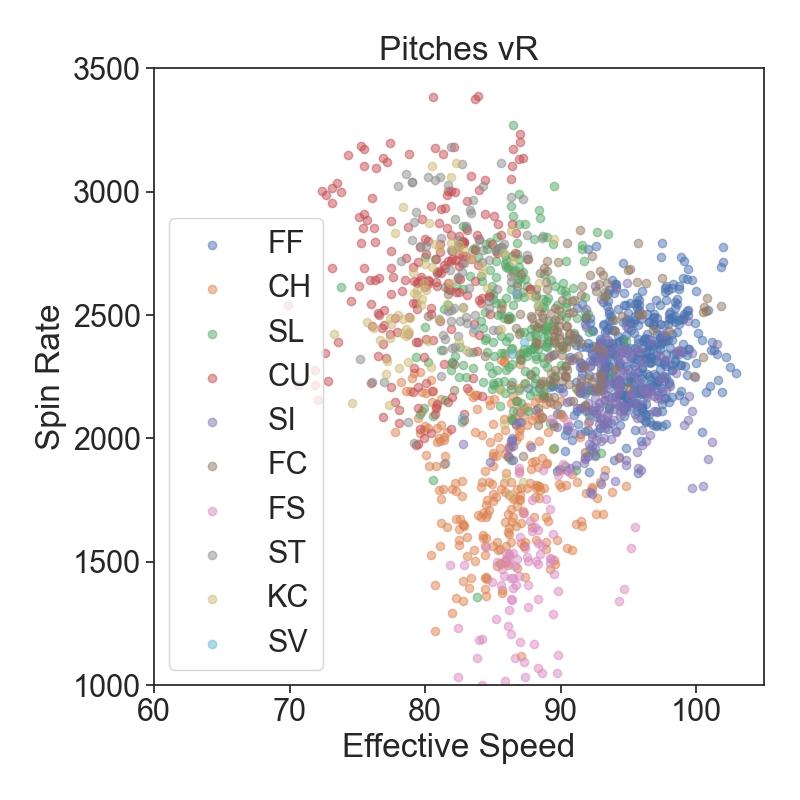 Pitches vR
3500
3000
2500
2000
1500
1000
Spin Rate
FF
CH
SL
CU
SI
FC
FS
ST
KC
SV
60 70 80 90 100
Effective Speed